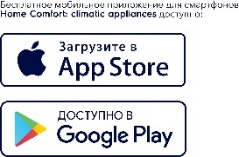 Бесплатное мобильное приложение для смартфонов
Home Comfort: climatic appliances доступно:
Загрузите в
App Store
ДОСТУПНО В
Google Play